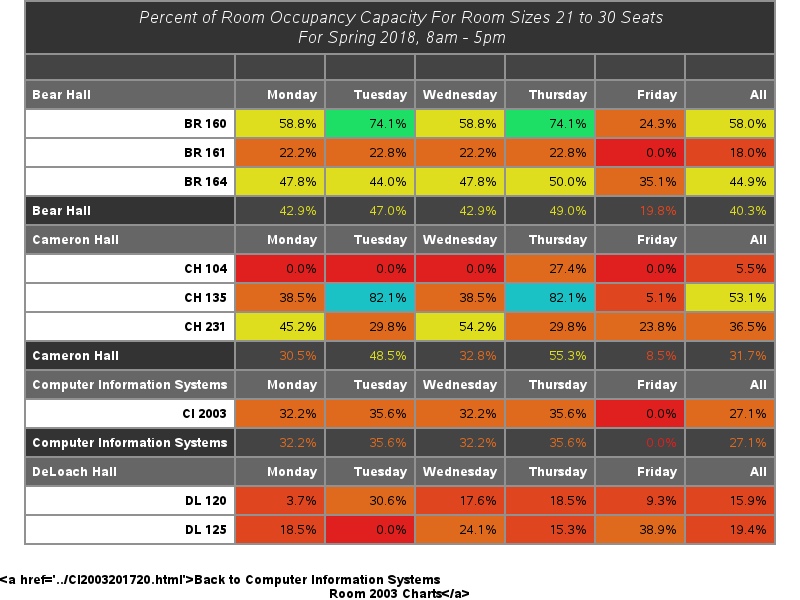 Percent of Room Occupancy Capacity For Room Sizes 21 to 30 Seats
For Spring 2018, 8am - 5pm
Bear Hall Monday Tuesday Wednesday Thursday Friday All
BR 160 58.8% 74.1% 58.8% 74.1% 24.3% 58.0%
BR 161 22.2% 22.8% 22.2% 22.8% 0.0% 18.0%
BR 164 47.8% 44.0% 47.8% 50.0% 35.1% 44.9%
Bear Hall 42.9% 47.0% 42.9% 49.0% 19.8% 40.3%
Cameron Hall Monday Tuesday Wednesday Thursday Friday All
CH 104 0.0% 0.0% 0.0% 27.4% 0.0% 5.5%
CH 135 38.5% 82.1% 38.5% 82.1% 5.1% 53.1%
CH 231 45.2% 29.8% 54.2% 29.8% 23.8% 36.5%
Cameron Hall 30.5% 48.5% 32.8% 55.3% 8.5% 31.7%
Computer Information Systems Monday Tuesday Wednesday Thursday Friday All
CI 2003 32.2% 35.6% 32.2% 35.6% 0.0% 27.1%
Computer Information Systems 32.2% 35.6% 32.2% 35.6% 0.0% 27.1%
DeLoach Hall Monday Tuesday Wednesday Thursday Friday All
DL 120 3.7% 30.6% 17.6% 18.5% 9.3% 15.9%
DL 125 18.5% 0.0% 24.1% 15.3% 38.9% 19.4%
<a href='../CI2003201720.html'>Back to Computer Information Systems
Room 2003 Charts</a>